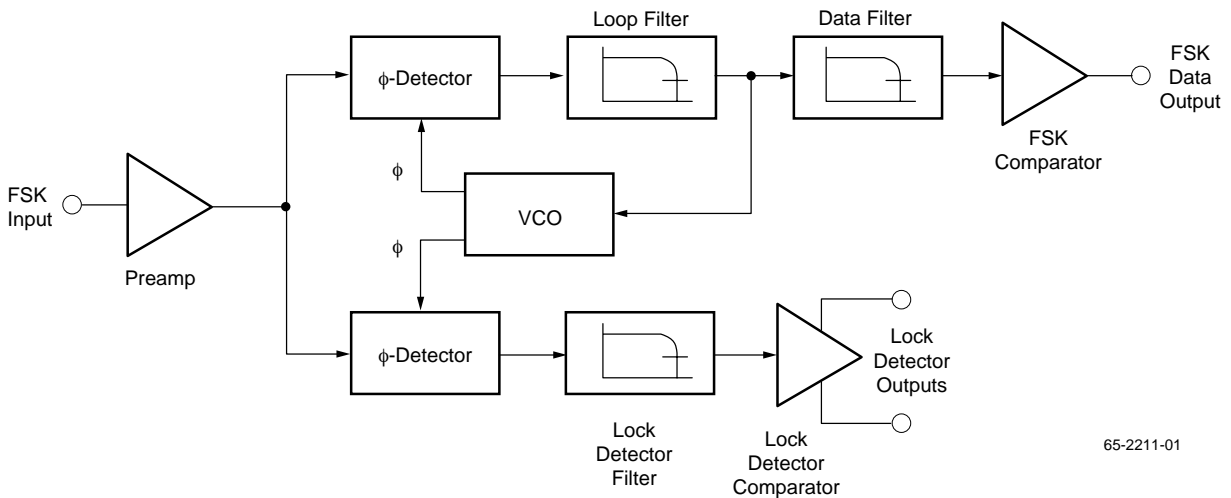 Loop Filter
Data Filter
ϕ-Detector
FSK
Data
Output
FSK
Comparator
ϕ
FSK
Input
VCO
ϕ
Preamp
ϕ-Detector
Lock
Detector
Outputs
Lock
Detector
Filter
Lock
Detector
Comparator
65-2211-01